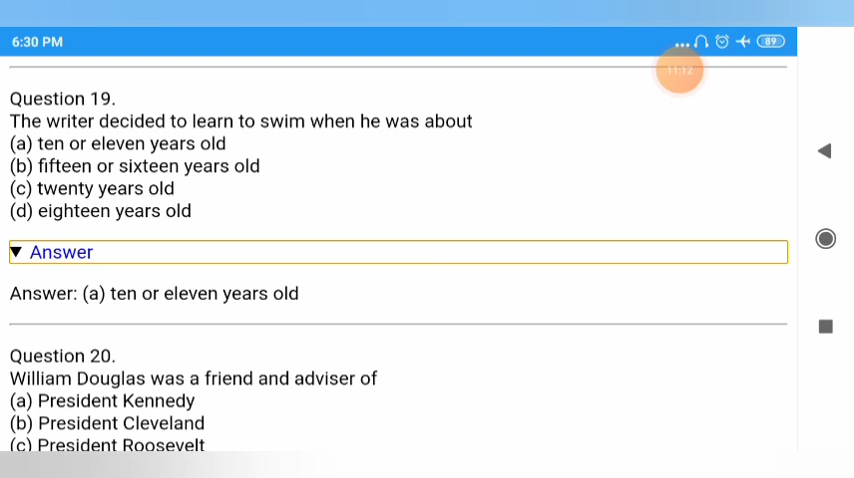 6:30 PM
89
11:12
Question 19.
The writer decided to learn to swim when he was about
(a) ten or eleven years old
(b) fifteen or sixteen years old
(c) twenty years old
(d) eighteen years old
Answer
Answer: (a) ten or eleven years old
Question 20.
William Douglas was a friend and adviser of
(a) President Kennedy
(b) President Cleveland
(c) President Roosevelt